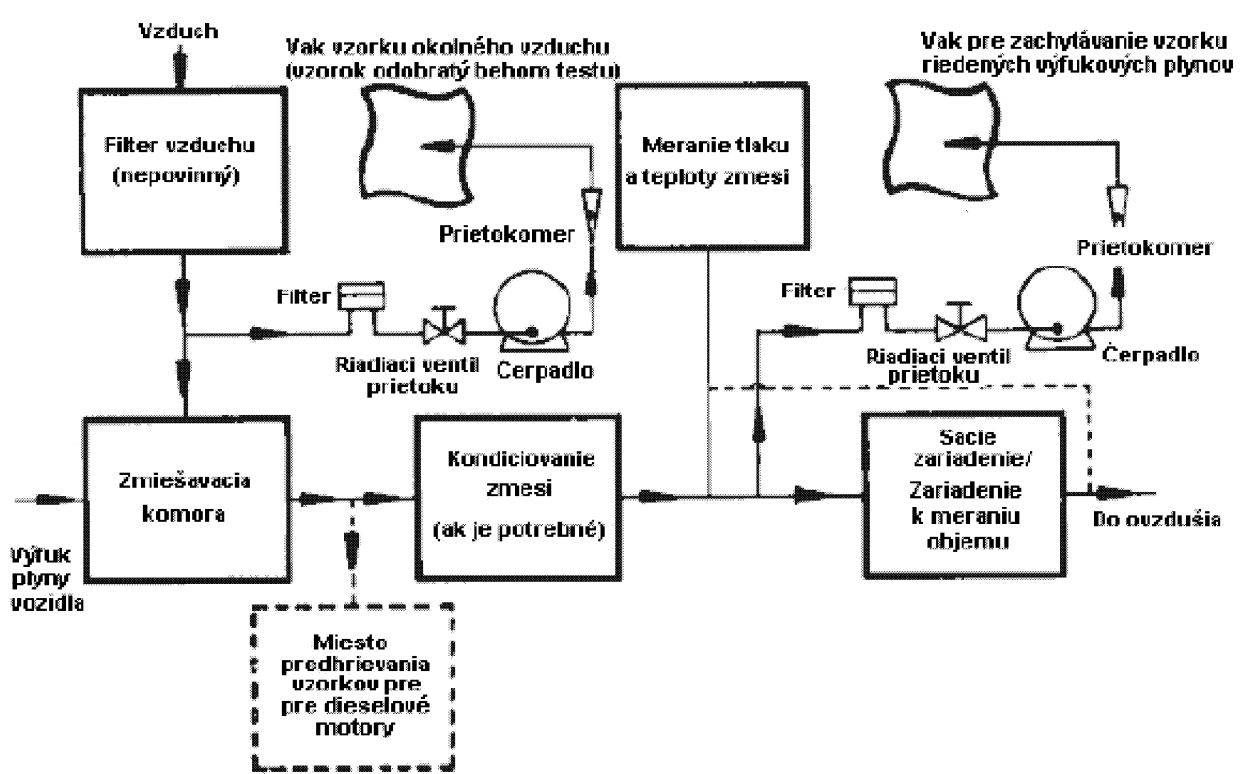 Vzduch
Vak vzorku okolného vzduchu
(vzorok odobratý behom testu)
Vak pre zachytávanie vzorku
riedených výfukových plynov
Filter vzduchu
(nepovinný)
Meranie tlaku
a teploty zmesi
Prietokomer
Prietokomer
Filter
Filter
Riadiaci ventil
prietoku
Čerpadlo
Riadiaci ventil
prietoku
Čerpadlo
Zmiešavacia
komora
Kondiciovanie
zmesi
(ak je potrebné)
Sacie
zariadenie/
Zariadenie
k meraniu
objemu
Do ovzdušia
Výfuk
plyny
vozidla
Miesto
predhrievania
vzorkov pre
pre dieselové
motory